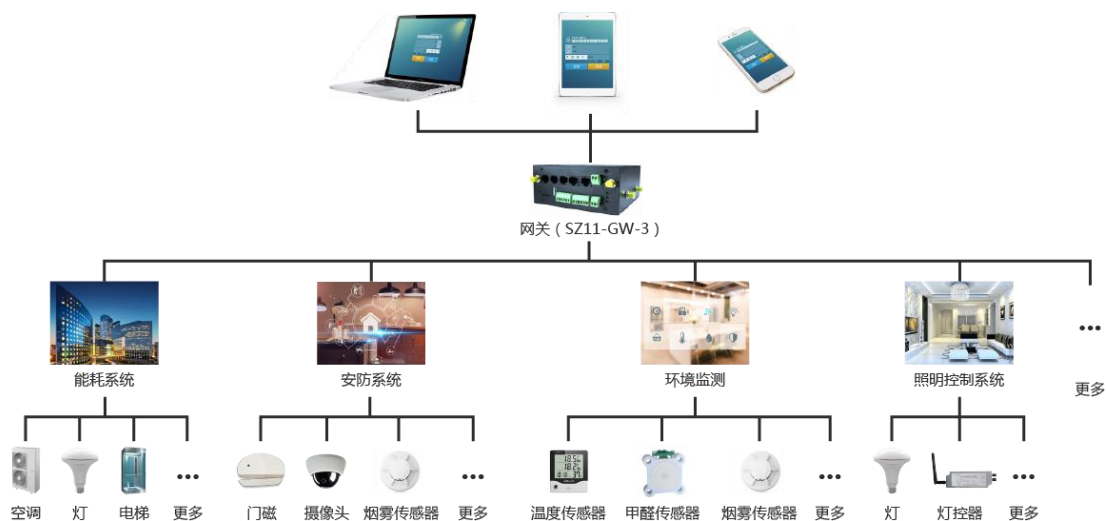 网关（SZ11-GW-3）
能耗系统
安防系统
环境监测
照明控制系统
更多
空调
灯
电梯
更多
门磁
摄像头
烟雾传感器
更多
温度传感器
甲醛传感器
烟雾传感器
更多
灯
灯控器
更多